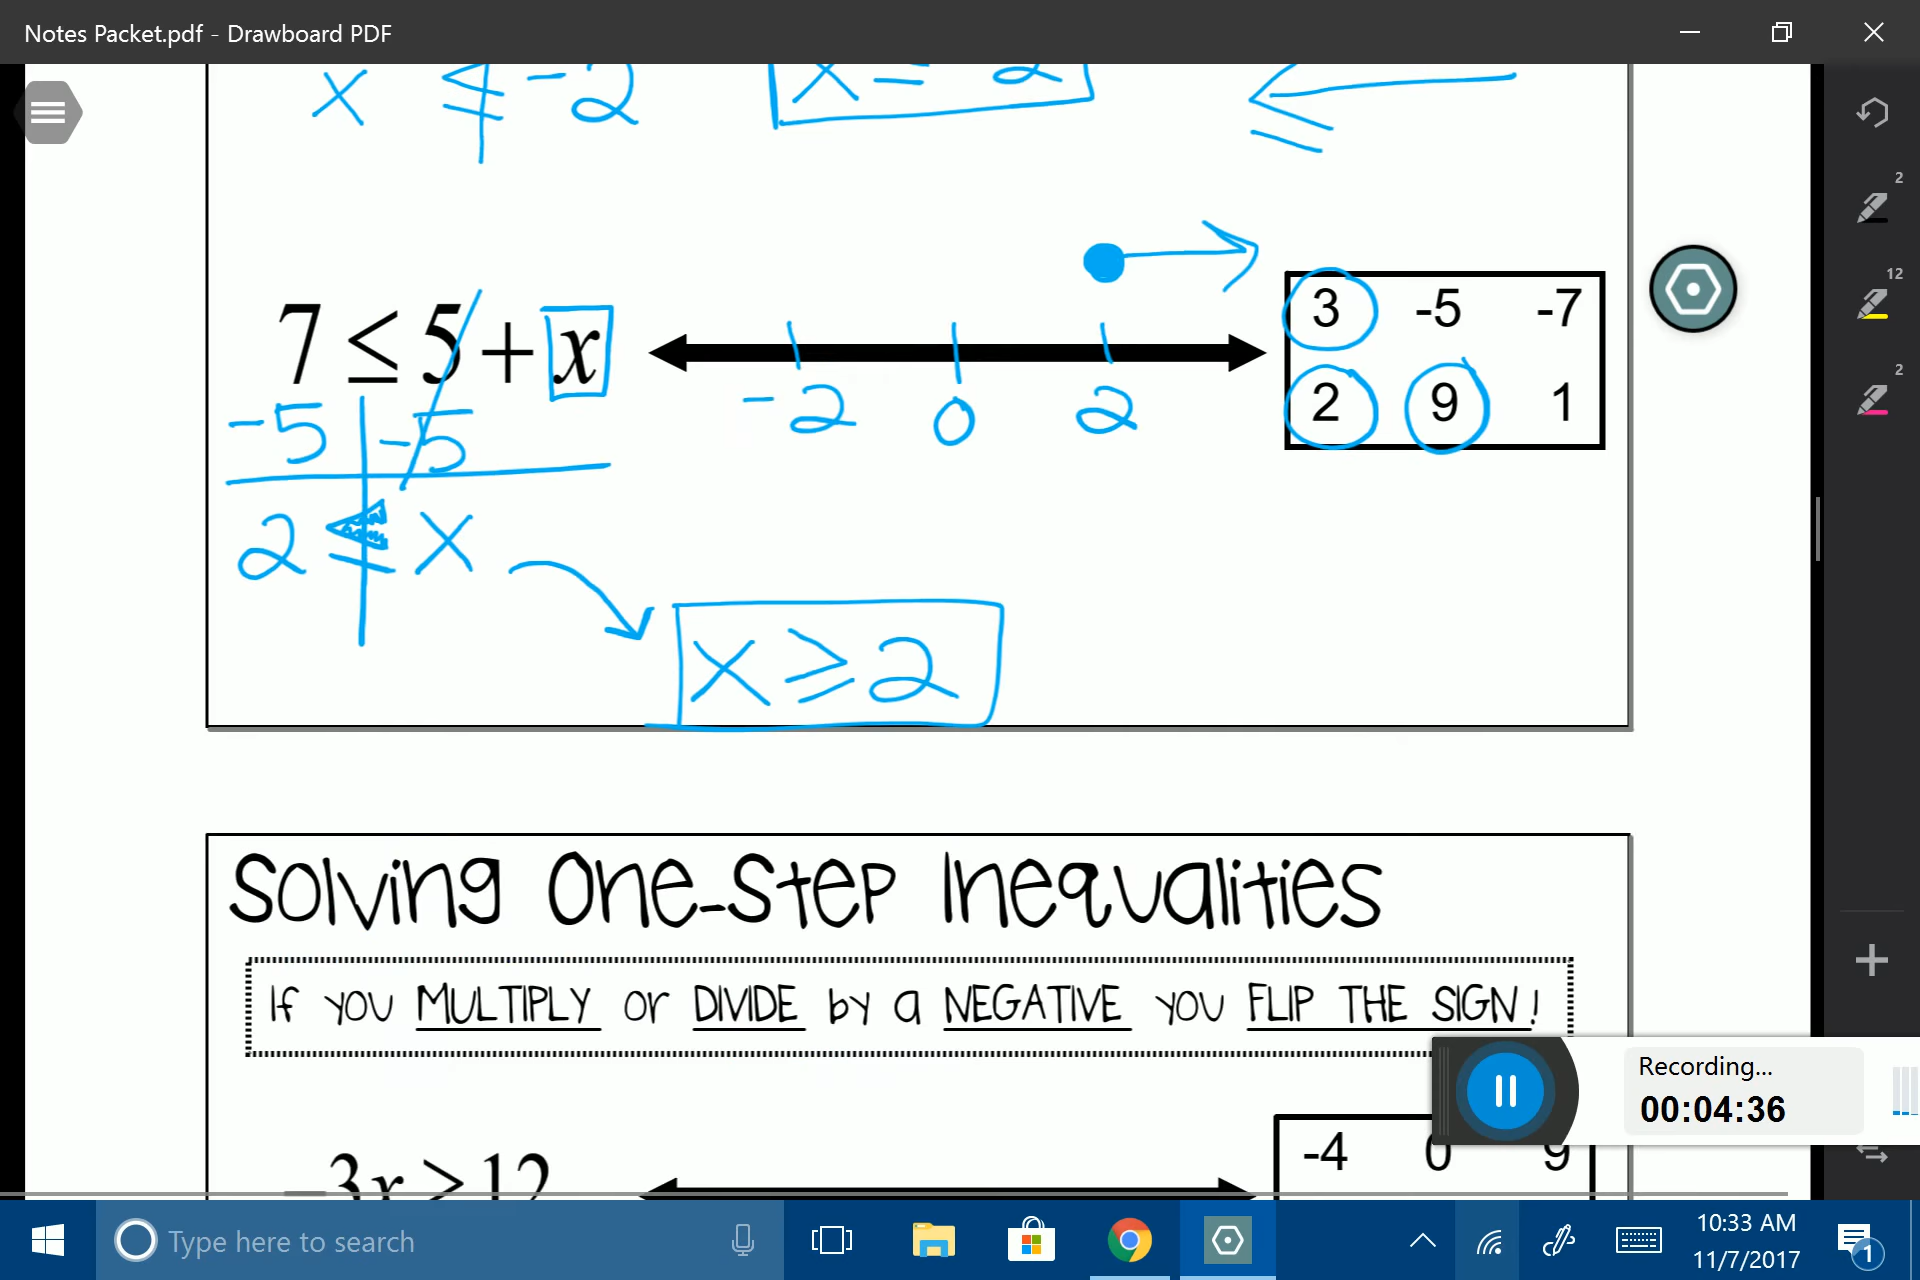 Notes Packet.pdf - Drawboard PDF
x ≤ -2
2
12
2
7 ≤ 5 + x
-2 0 2
3 -5 -7
2 9 1
-5 -5
2 ≤ x
x ≥ 2
Solving One-Step Inequalities
If you MULTIPLY or DIVIDE by a NEGATIVE you FLIP THE SIGN!
Recording...
00:04:36
-4 0 9
Type here to search
10:33 AM
11/7/2017
1